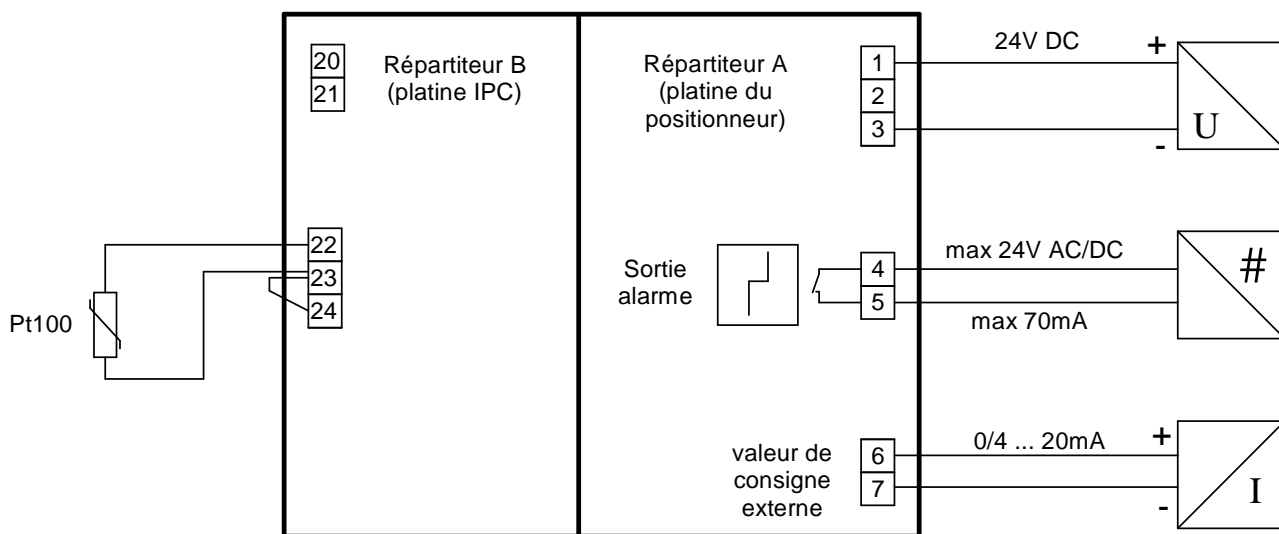 24V DC
+
20
21
Répartiteur B
(platine IPC)
Répartiteur A
(platine du
positionneur)
1
2
3
U
-
22
23
24
Pt100
Sortie
alarme
4
5
max 24V AC/DC
max 70mA
#
valeur de
consigne
externe
6
7
0/4 ... 20mA
+
-
I